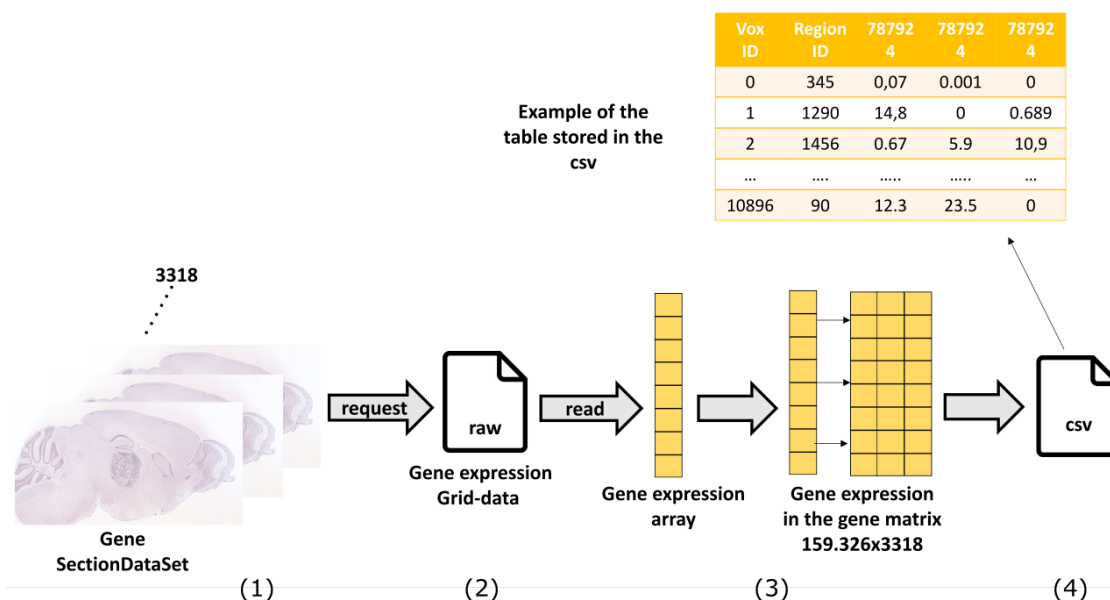 Vox ID Region ID 78792 4 78792 4 78792 4
0 345 0,07 0.001 0
1 1290 14,8 0 0.689
2 1456 0.67 5.9 10,9
... .... ..... ..... ...
10896 90 12.3 23.5 0
Example of the
table stored in the
csv
3318
request
raw
read
csv
Gene expression
Grid-data
Gene expression
array
Gene expression
in the gene matrix
159.326x3318
Gene
SectionDataSet
(1)
(2)
(3)
(4)